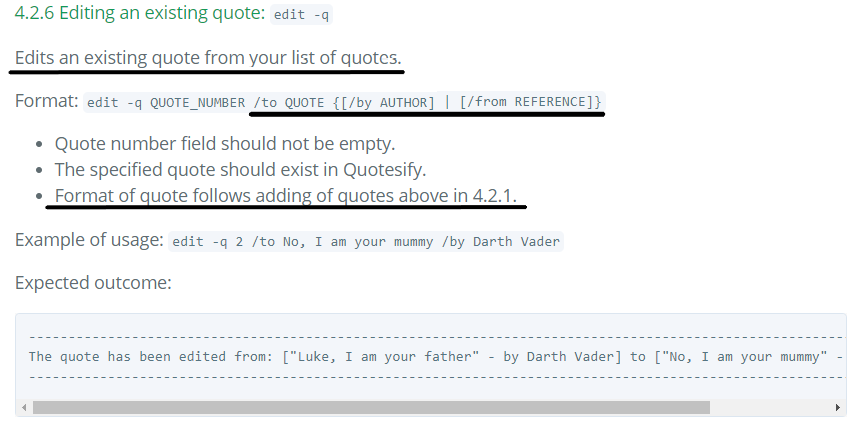 4.2.6 Editing an existing quote: edit -q
Edits an existing quote from your list of quotes.
Format: edit -q QUOTE_NUMBER /to QUOTE {[/by AUTHOR] | [/from REFERENCE]}
• Quote number field should not be empty.
• The specified quote should exist in Quotesify.
• Format of quote follows adding of quotes above in 4.2.1.
Example of usage: edit -q 2 /to No, I am your mummy /by Darth Vader
Expected outcome:
The quote has been edited from: ["Luke, I am your father" - by Darth Vader] to ["No, I am your mummy" -